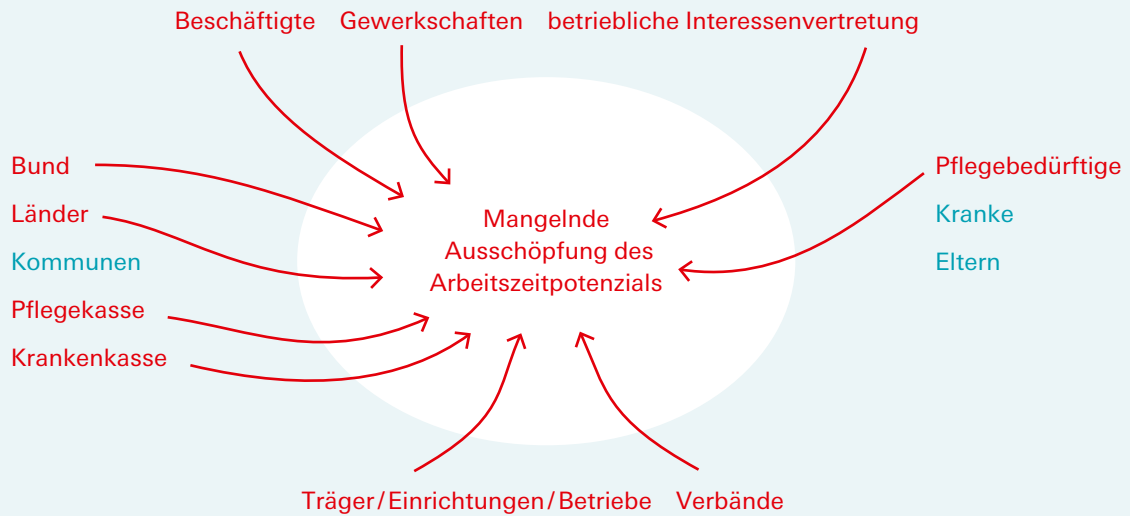 Beschäftigte Gewerkschaften betriebliche Interessenvertretung
Bund
Länder
Kommunen
Pflegekasse
Krankenkasse
Mangelnde
Ausschöpfung des
Arbeitszeitpotenzials
Pflegebedürftige
Kranke
Eltern
Träger/Einrichtungen/Betriebe Verbände